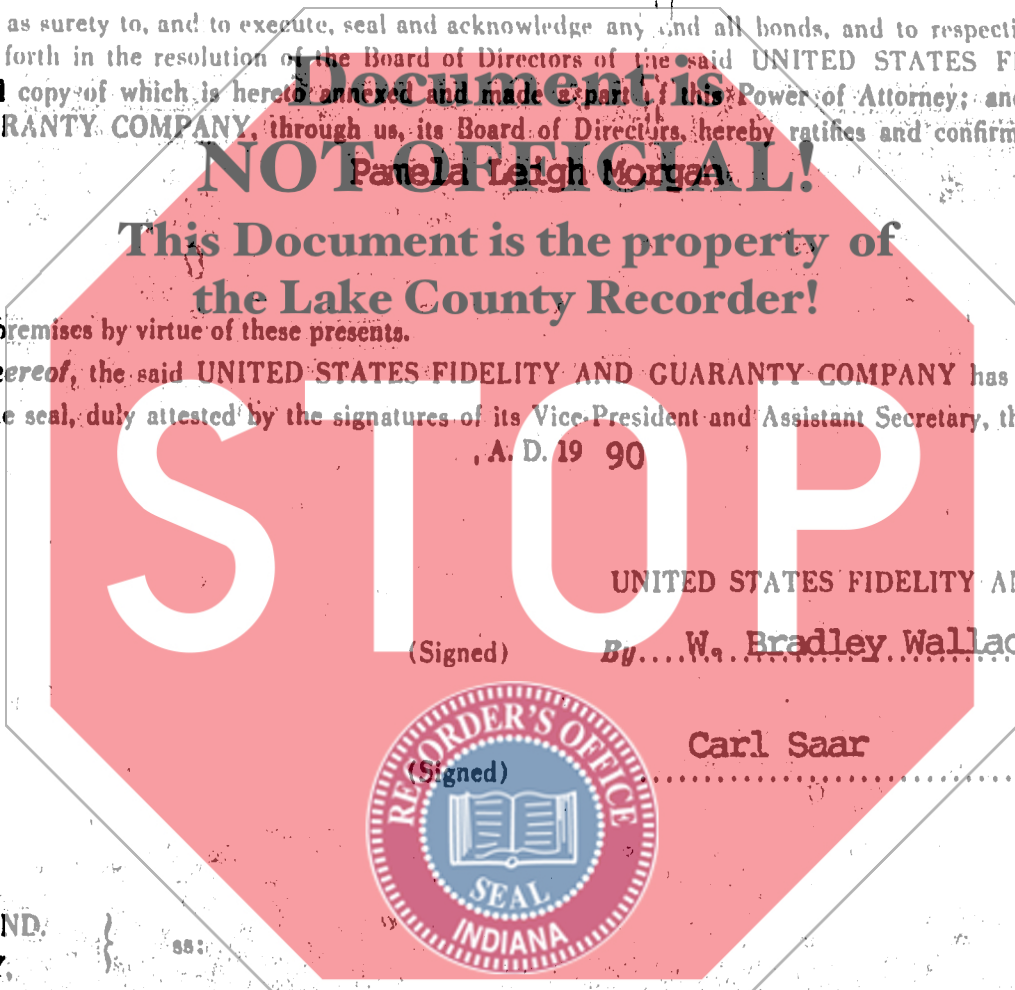 as surety to, and to execute, seal and acknowledge any and all bonds, and to respecti
forth in the resolution of the Board of Directors of the said UNITED STATES FI
copy of which is hereto annexed and made a part of this Power of Attorney; and
RANTY COMPANY, through us, its Board of Directors, hereby ratifies and confirm
Document is
NOT OFFICIAL!
Pamela Leigh Morgan
This Document is the property of
the Lake County Recorder!
premises by virtue of these presents.
ereof, the said UNITED STATES FIDELITY AND GUARANTY COMPANY has
e seal, duly attested by the signatures of its Vice-President and Assistant Secretary, th
, A. D. 19 90
STOP
UNITED STATES FIDELITY A
(Signed) By....W. Bradley Wallac
Carl Saar
(Signed)
RECORDER'S OFFICE
SEAL
INDIANA
ND.
ss: